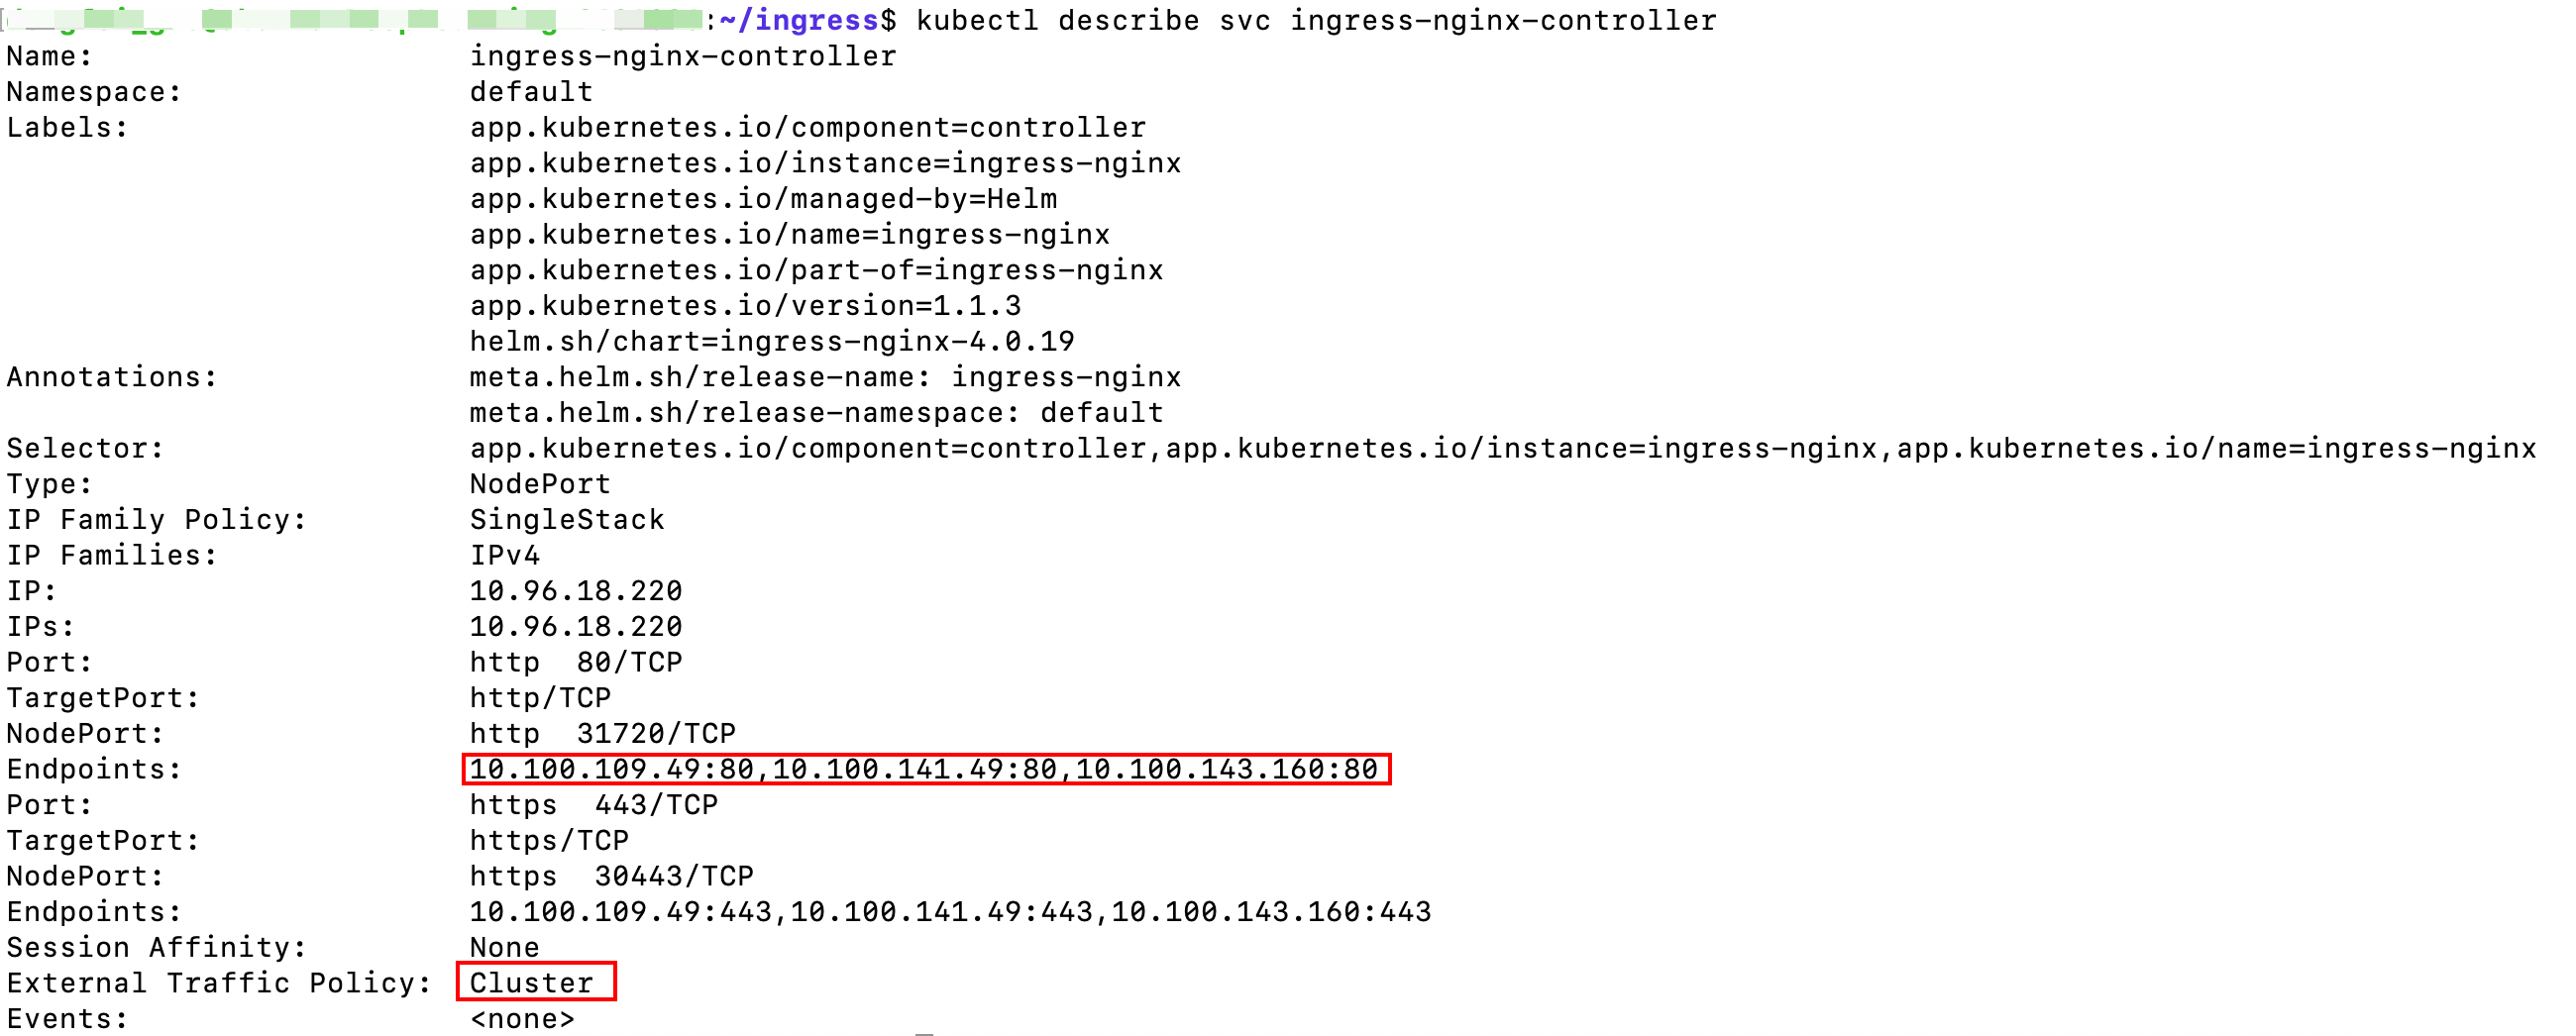 :~/ingress$ kubectl describe svc ingress-nginx-controller
Name: ingress-nginx-controller
Namespace: default
Labels: app.kubernetes.io/component=controller
app.kubernetes.io/instance=ingress-nginx
app.kubernetes.io/managed-by=Helm
app.kubernetes.io/name=ingress-nginx
app.kubernetes.io/part-of=ingress-nginx
app.kubernetes.io/version=1.1.3
helm.sh/chart=ingress-nginx-4.0.19
Annotations: meta.helm.sh/release-name: ingress-nginx
meta.helm.sh/release-namespace: default
Selector: app.kubernetes.io/component=controller,app.kubernetes.io/instance=ingress-nginx,app.kubernetes.io/name=ingress-nginx
Type: NodePort
IP Family Policy: SingleStack
IP Families: IPv4
IP: 10.96.18.220
IPs: 10.96.18.220
Port: http 80/TCP
TargetPort: http/TCP
NodePort: http 31720/TCP
Endpoints: 10.100.109.49:80,10.100.141.49:80,10.100.143.160:80
Port: https 443/TCP
TargetPort: https/TCP
NodePort: https 30443/TCP
Endpoints: 10.100.109.49:443,10.100.141.49:443,10.100.143.160:443
Session Affinity: None
External Traffic Policy: Cluster
Events: <none>